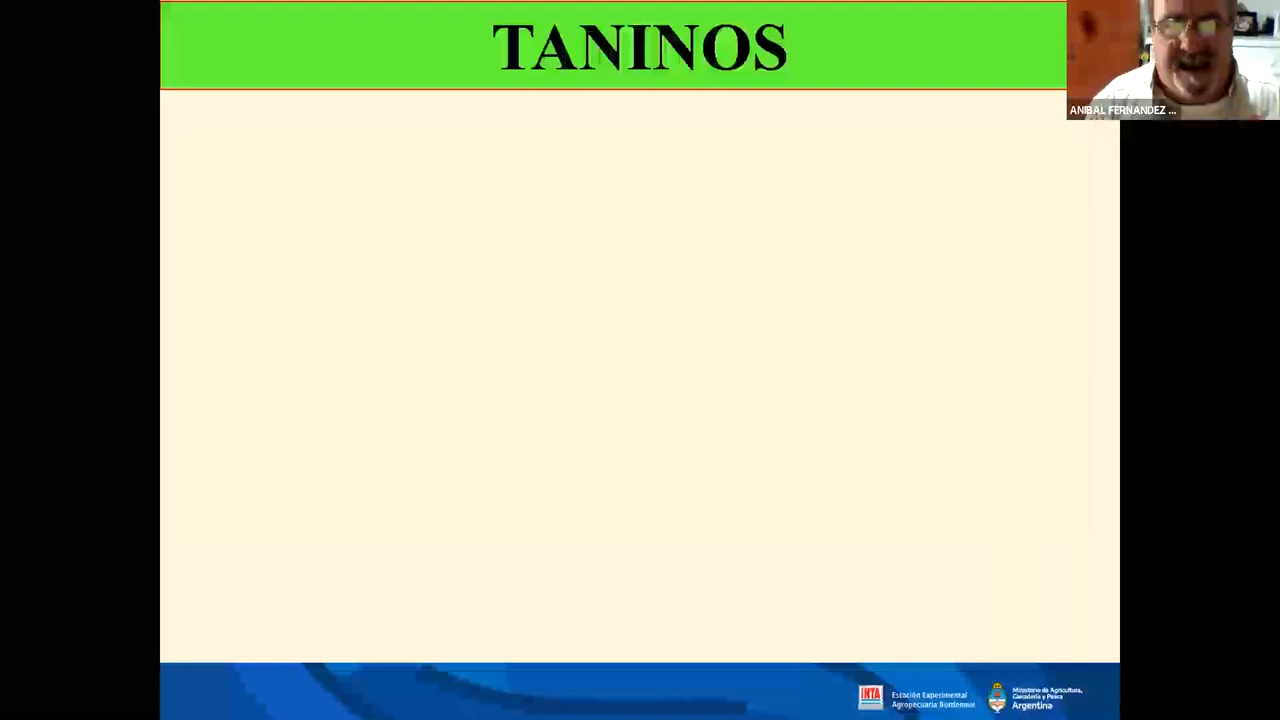 TANINOS
ANIBAL FERNANDEZ ...
INTA
Estación Experimental
Agropecuaria Bordenave
Ministerio de Agricultura,
Ganadería y Pesca
Argentina